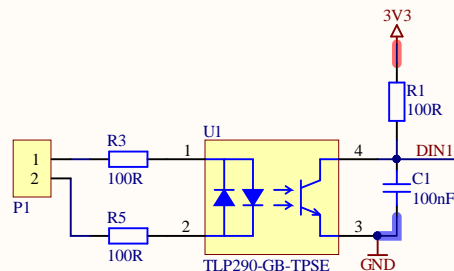 3V3
R1
100R
U1
R3
1
4
DIN1
1
2
100R
C1
100nF
R5
2
3
P1
100R
GND
TLP290-GB-TPSE